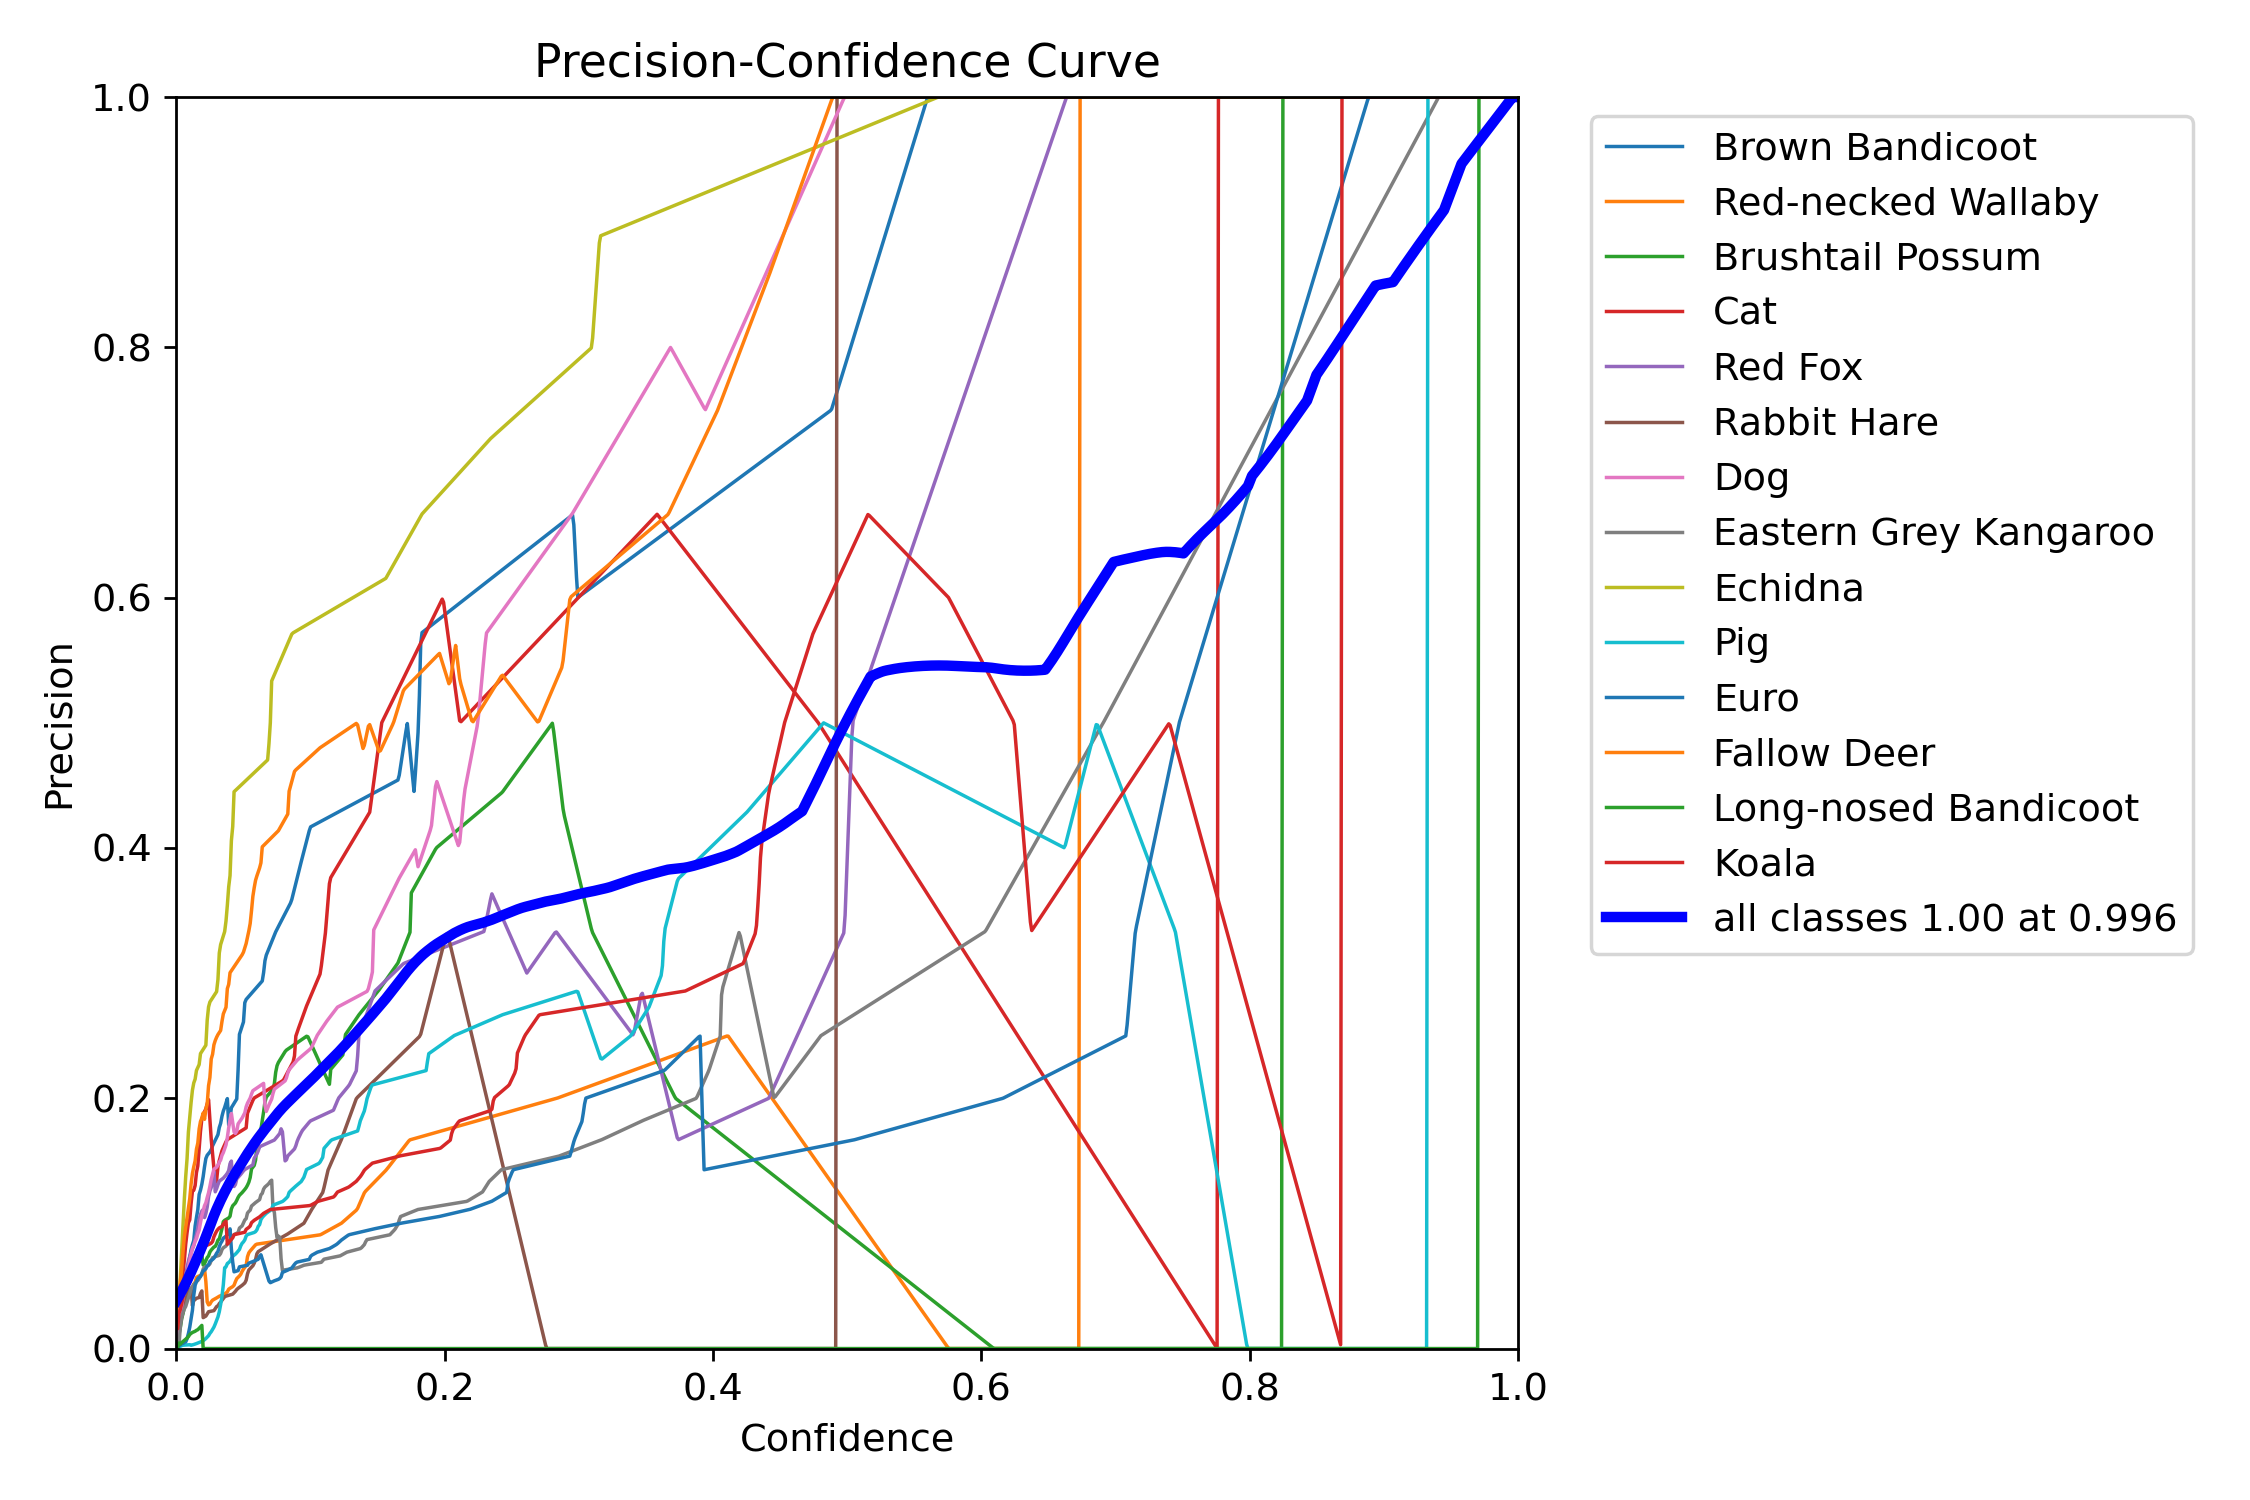 Precision-Confidence Curve
1.0
0.8
0.6
0.4
0.2
0.0
Precision
0.0 0.2 0.4 0.6 0.8 1.0
Confidence
Brown Bandicoot
Red-necked Wallaby
Brushtail Possum
Cat
Red Fox
Rabbit Hare
Dog
Eastern Grey Kangaroo
Echidna
Pig
Euro
Fallow Deer
Long-nosed Bandicoot
Koala
all classes 1.00 at 0.996